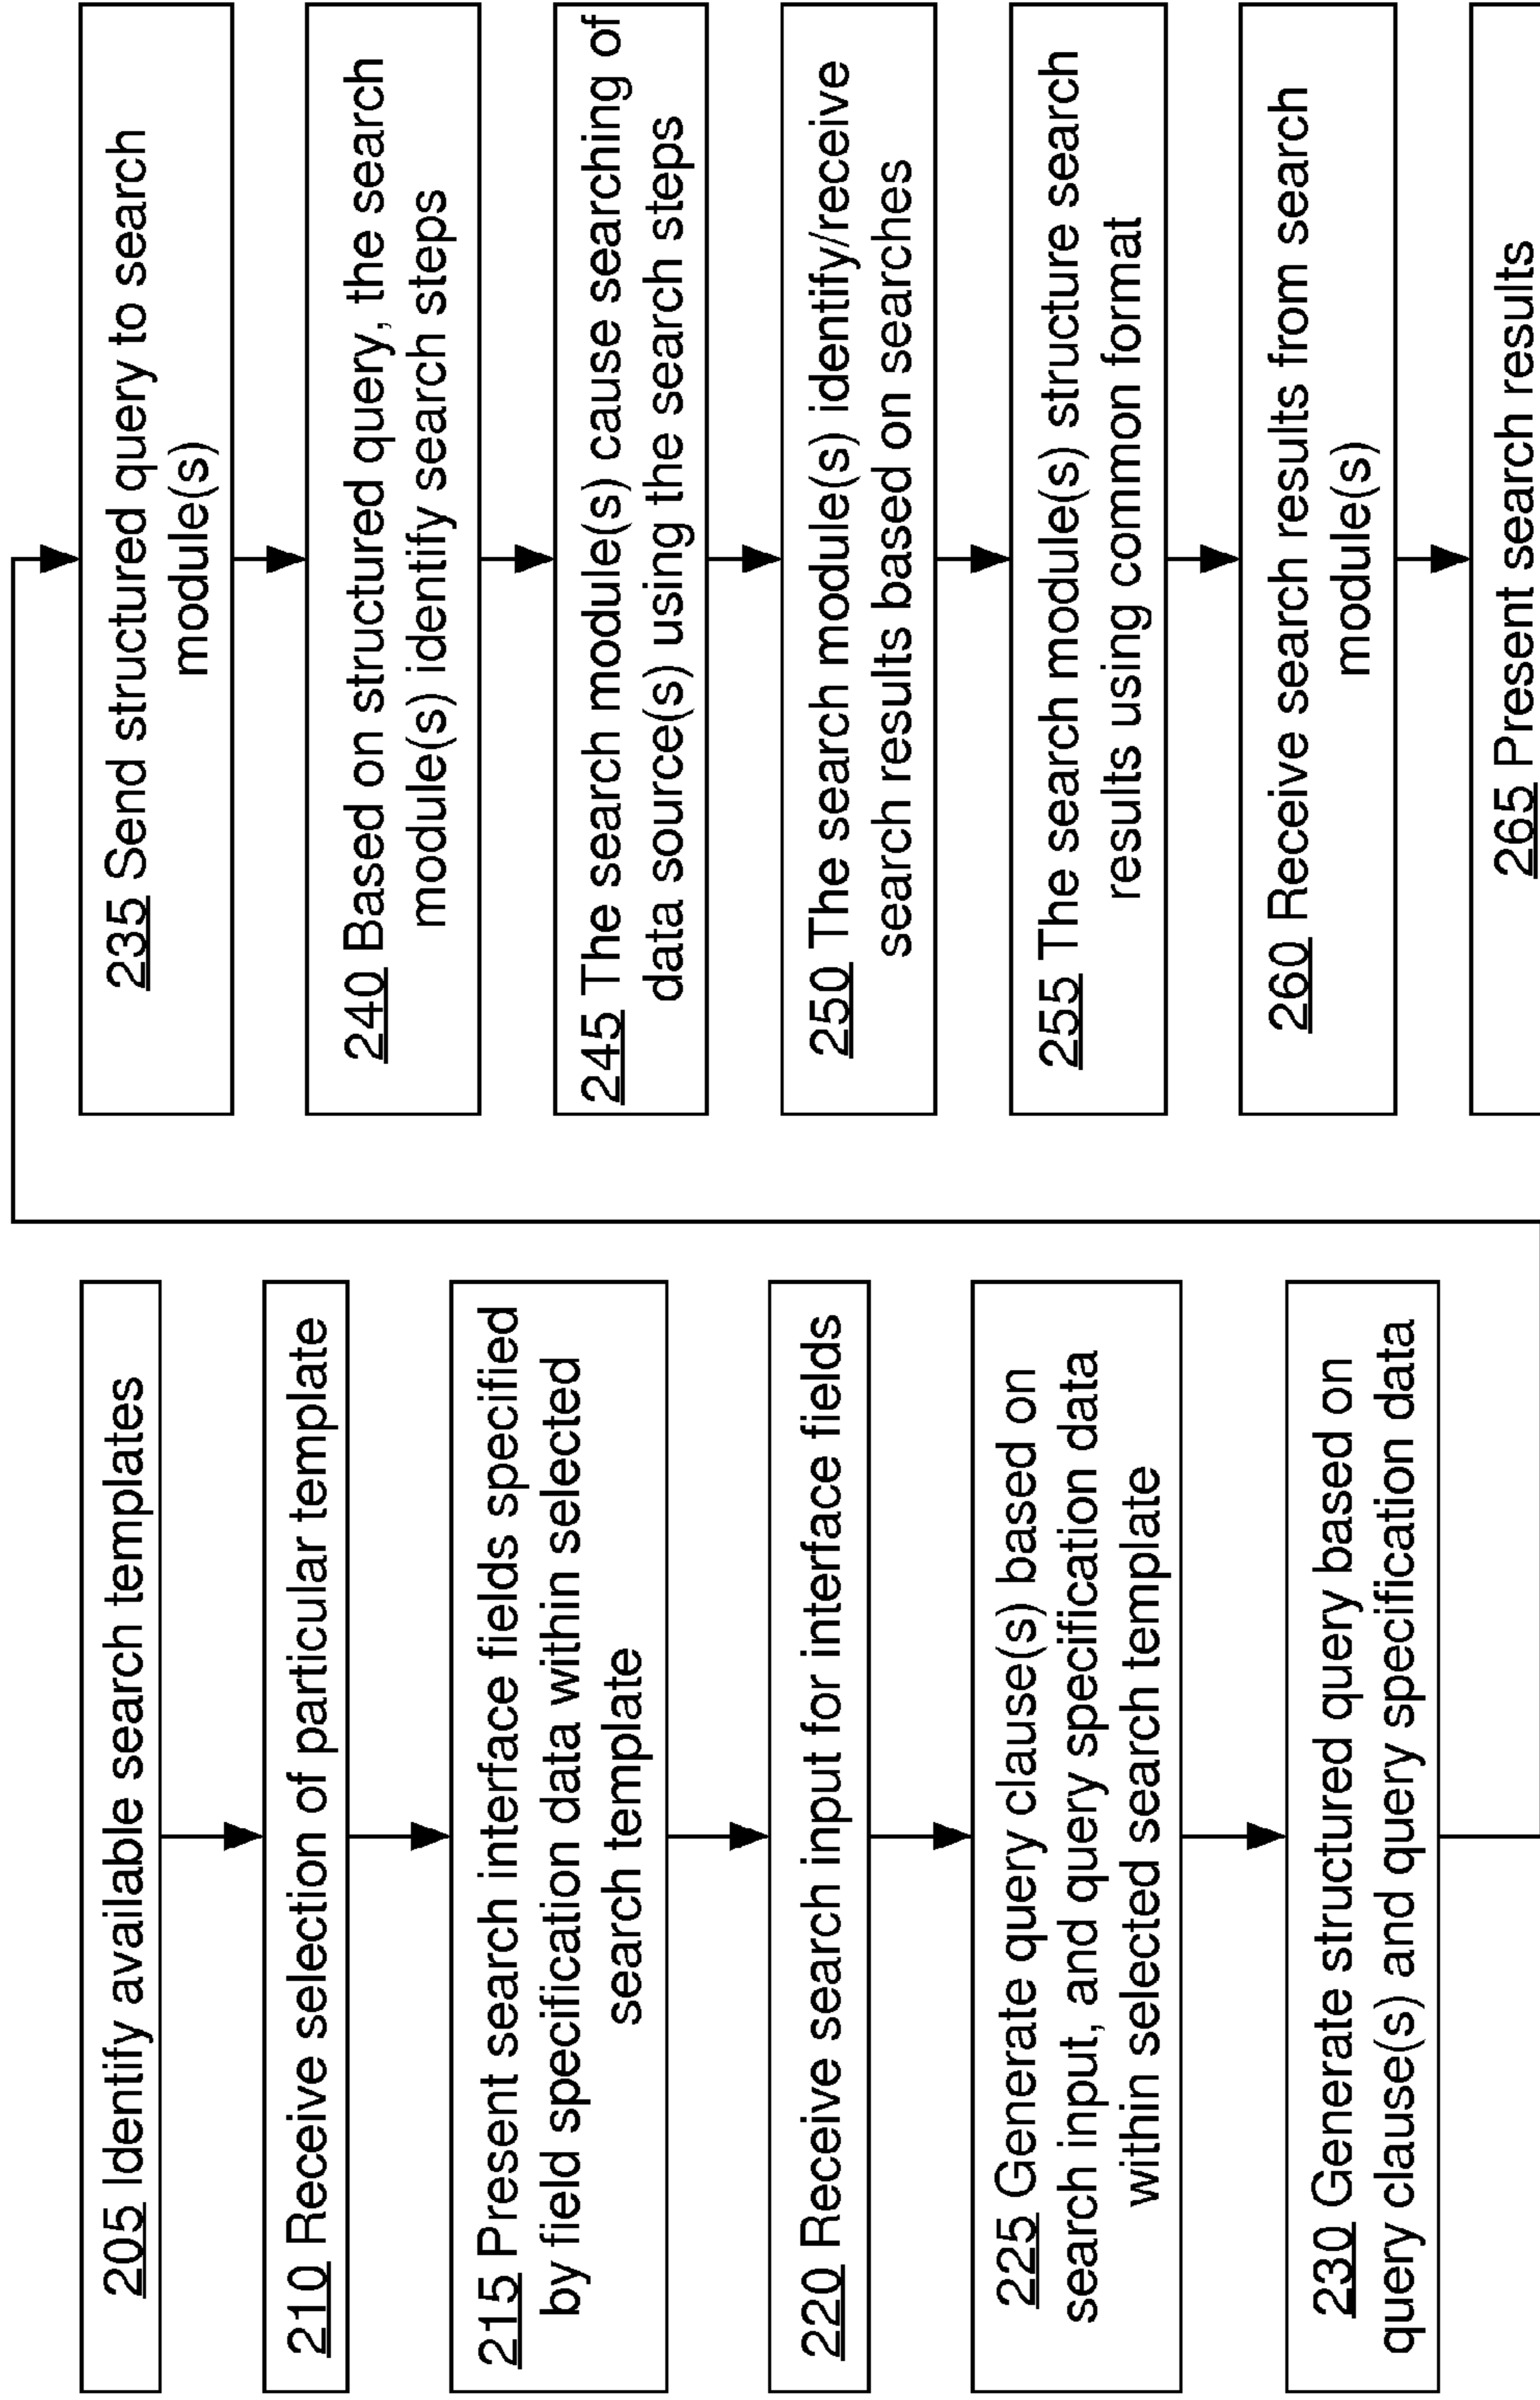 205 Identify available search templates
210 Receive selection of particular template
215 Present search interface fields specified
by field specification data within selected
search template
220 Receive search input for interface fields
225 Generate query clause(s) based on
search input, and query specification data
within selected search template
230 Generate structured query based on
query clause(s) and query specification data
235 Send structured query to search
module(s)
240 Based on structured query, the search
module(s) identify search steps
245 The search module(s) cause searching of
data source(s) using the search steps
250 The search module(s) identify/receive
search results based on searches
255 The search module(s) structure search
results using common format
260 Receive search results from search
module(s)
265 Present search results